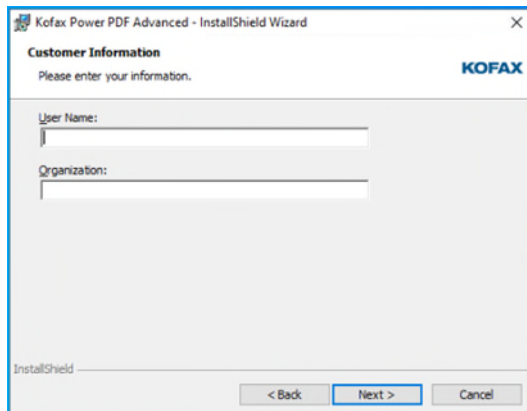 Kofax Power PDF Advanced - InstallShield Wizard
Customer Information
Please enter your information.
KOFAX
User Name:
Organization:
InstallShield
< Back Next > Cancel